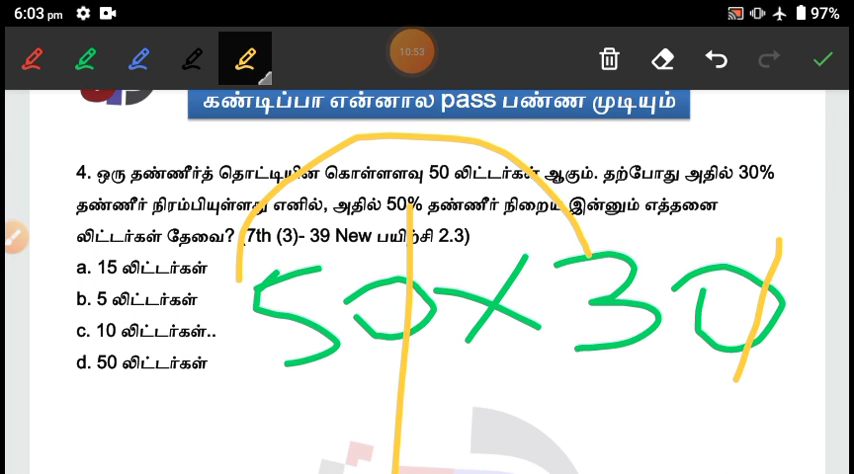 6:03 pm 97%
10:53
கண்டிப்பா என்னால pass பண்ண முடியும்
4. ஒரு தண்ணீர்த் தொட்டியின் கொள்ளளவு 50 லிட்டர்கள் ஆகும். தற்போது அதில் 30%
தண்ணீர் நிரம்பியுள்ளது எனில், அதில் 50% தண்ணீர் நிறைய இன்னும் எத்தனை
லிட்டர்கள் தேவை? (7th (3)- 39 New பயிற்சி 2.3)
a. 15 லிட்டர்கள்
b. 5 லிட்டர்கள்
c. 10 லிட்டர்கள்..
d. 50 லிட்டர்கள்
50 x 30